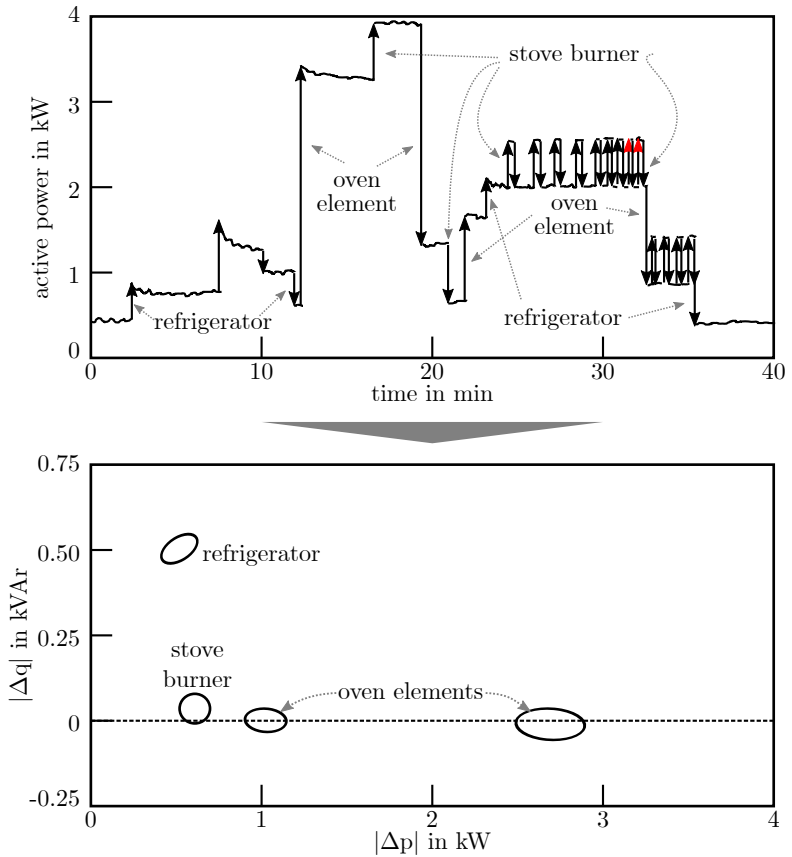 4
3
2
1
0
active power in kW
stove burner
oven
element
oven
element
refrigerator
refrigerator
0
10
20
30
40
time in min
0.75
0.50
0.25
0
-0.25
|Δq| in kVAr
refrigerator
stove
burner
oven elements
0
1
2
3
4
|Δp| in kW